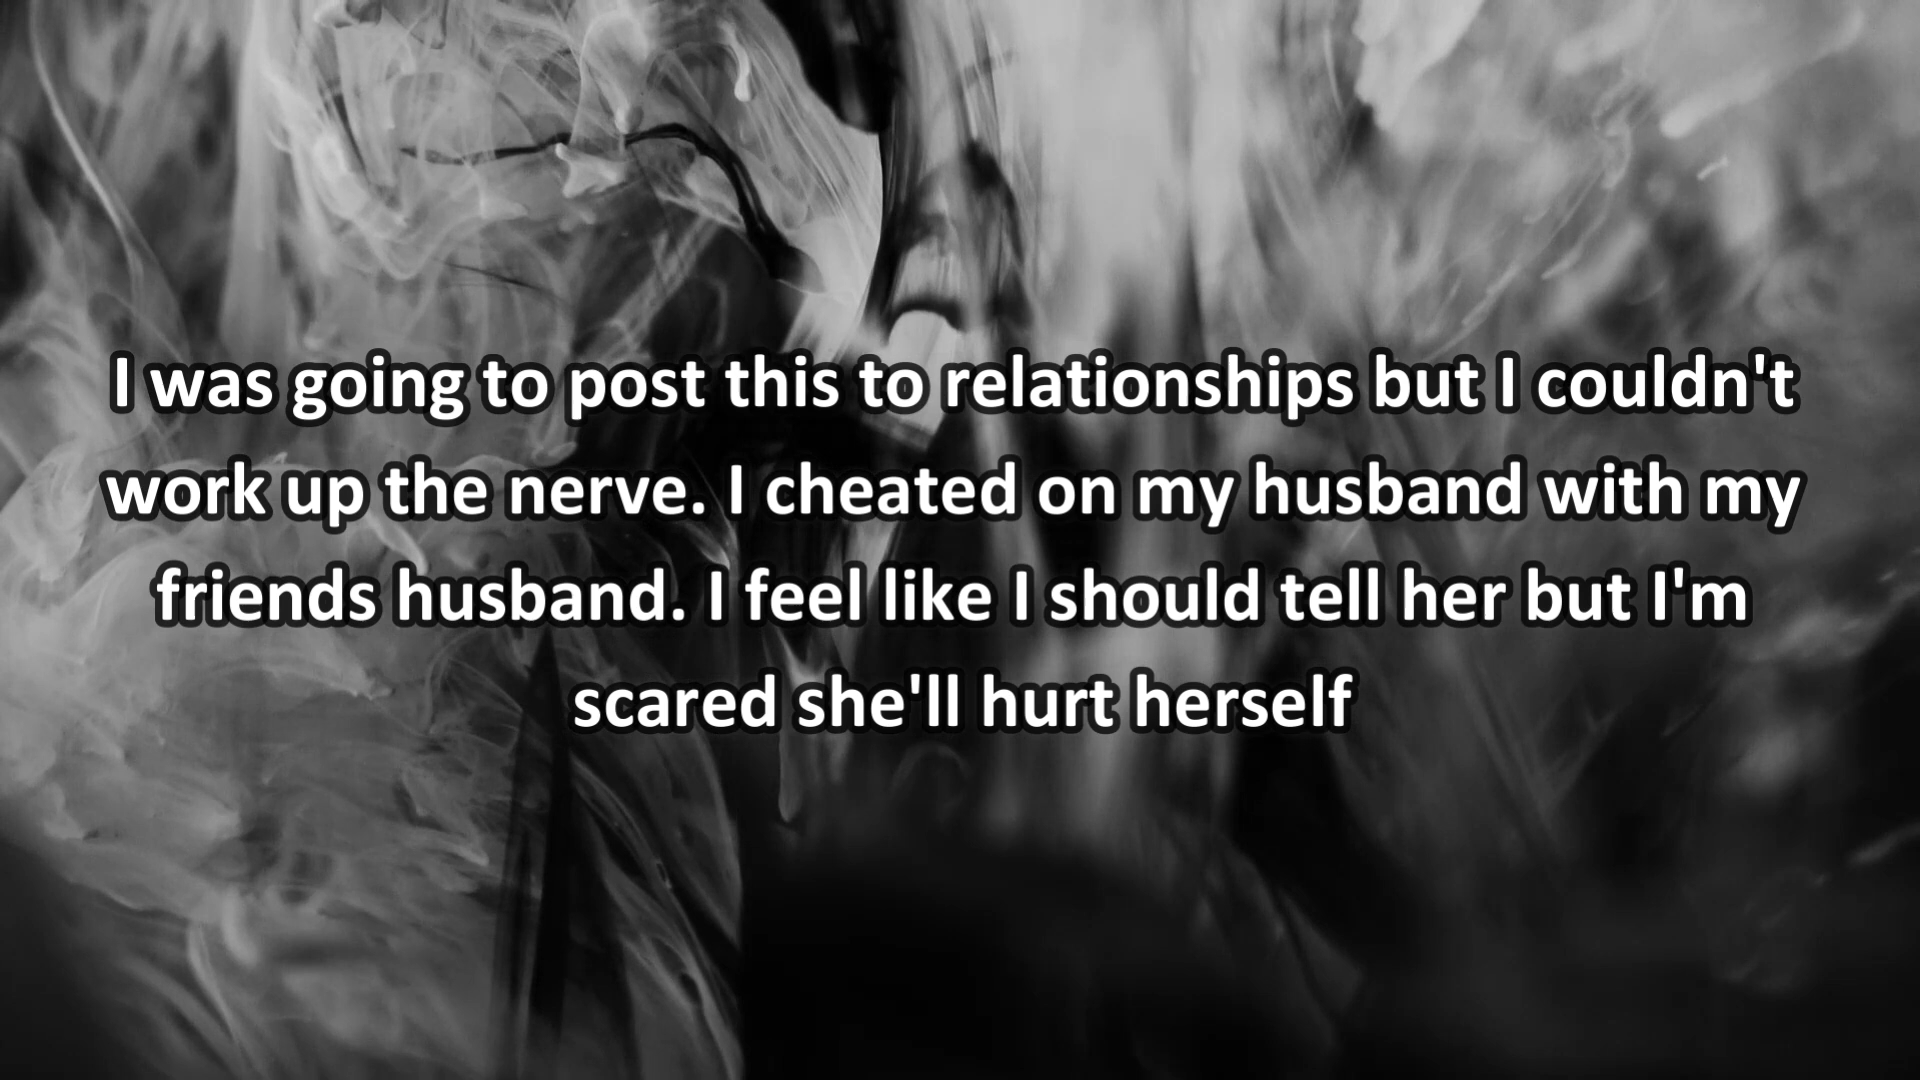 I was going to post this to relationships but I couldn't
work up the nerve. I cheated on my husband with my
friends husband. I feel like I should tell her but I'm
scared she'll hurt herself